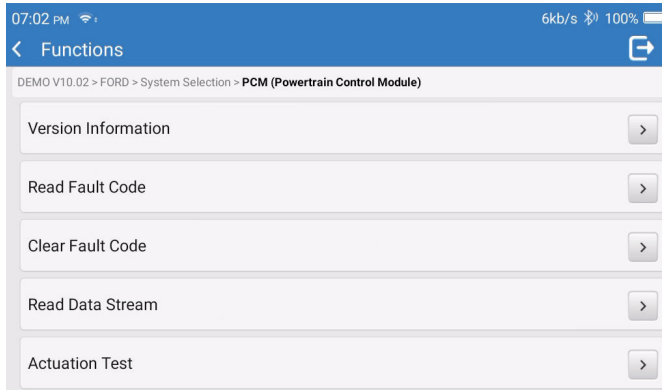 07:02 PM 6kb/s 100%
Functions
DEMO V10.02 > FORD > System Selection > PCM (Powertrain Control Module)
Version Information
Read Fault Code
Clear Fault Code
Read Data Stream
Actuation Test